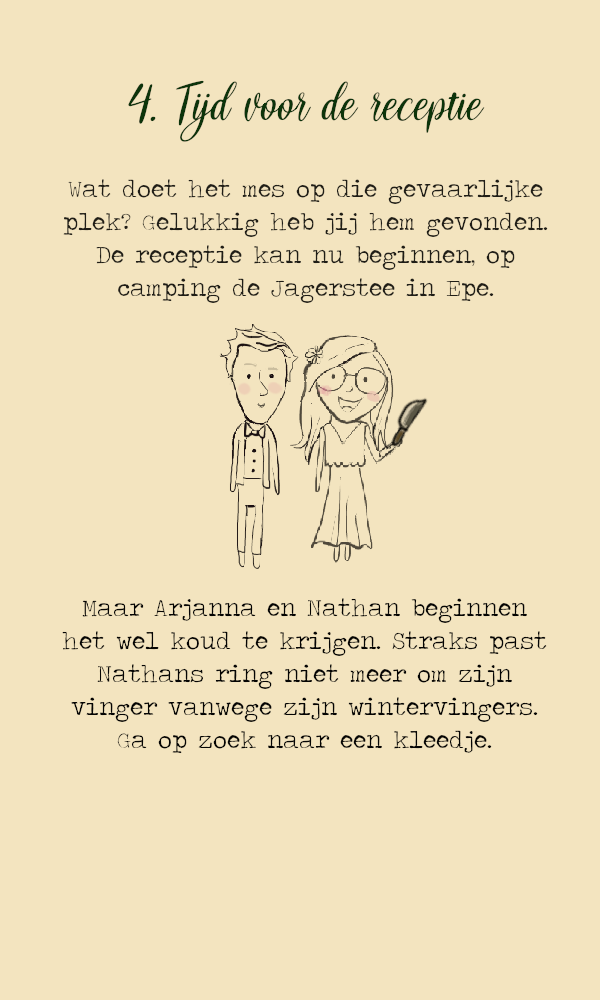 4. Tijd voor de receptie
Wat doet het mes op die gevaarlijke
plek? Gelukkig heb jij hem gevonden.
De receptie kan nu beginnen, op
camping de Jagerstee in Epe.
Maar Arjanna en Nathan beginnen
het wel koud te krijgen. Straks past
Nathans ring niet meer om zijn
vinger vanwege zijn wintervingers.
Ga op zoek naar een kleedje.